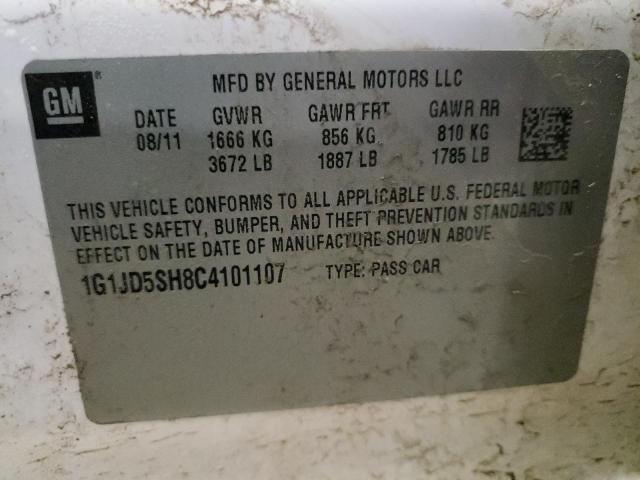 GM®
MFD BY GENERAL MOTORS LLC
DATE GVWR GAWR FRT GAWR RR
08/11 1666 KG 856 KG 810 KG
3672 LB 1887 LB 1785 LB
THIS VEHICLE CONFORMS TO ALL APPLICABLE U.S. FEDERAL MOTOR
VEHICLE SAFETY, BUMPER, AND THEFT PREVENTION STANDARDS IN
EFFECT ON THE DATE OF MANUFACTURE SHOWN ABOVE.
1G1JD5SH8C4101107 TYPE: PASS CAR